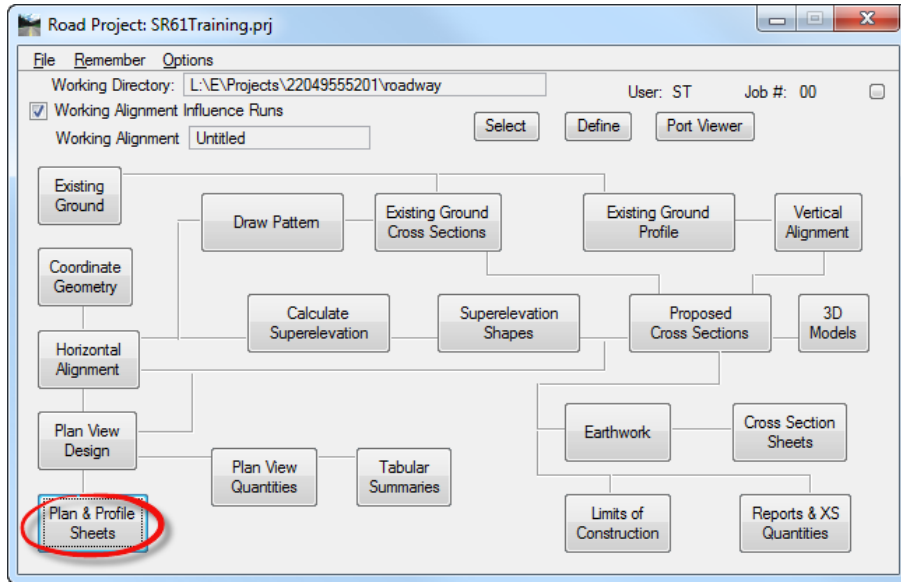 Road Project: SR61Training.prj
File Remember Options
Working Directory: L:\E\Projects\22049555201\roadway
User: ST Job #: 00
Working Alignment Influence Runs
Select Define Port Viewer
Working Alignment Untitled
Existing
Ground
Draw Pattern
Existing Ground
Cross Sections
Existing Ground
Profile
Vertical
Alignment
Coordinate
Geometry
Calculate
Superelevation
Superelevation
Shapes
Proposed
Cross Sections
3D
Models
Horizontal
Alignment
Plan View
Design
Earthwork
Cross Section
Sheets
Plan View
Quantities
Tabular
Summaries
Plan & Profile
Sheets
Limits of
Construction
Reports & XS
Quantities